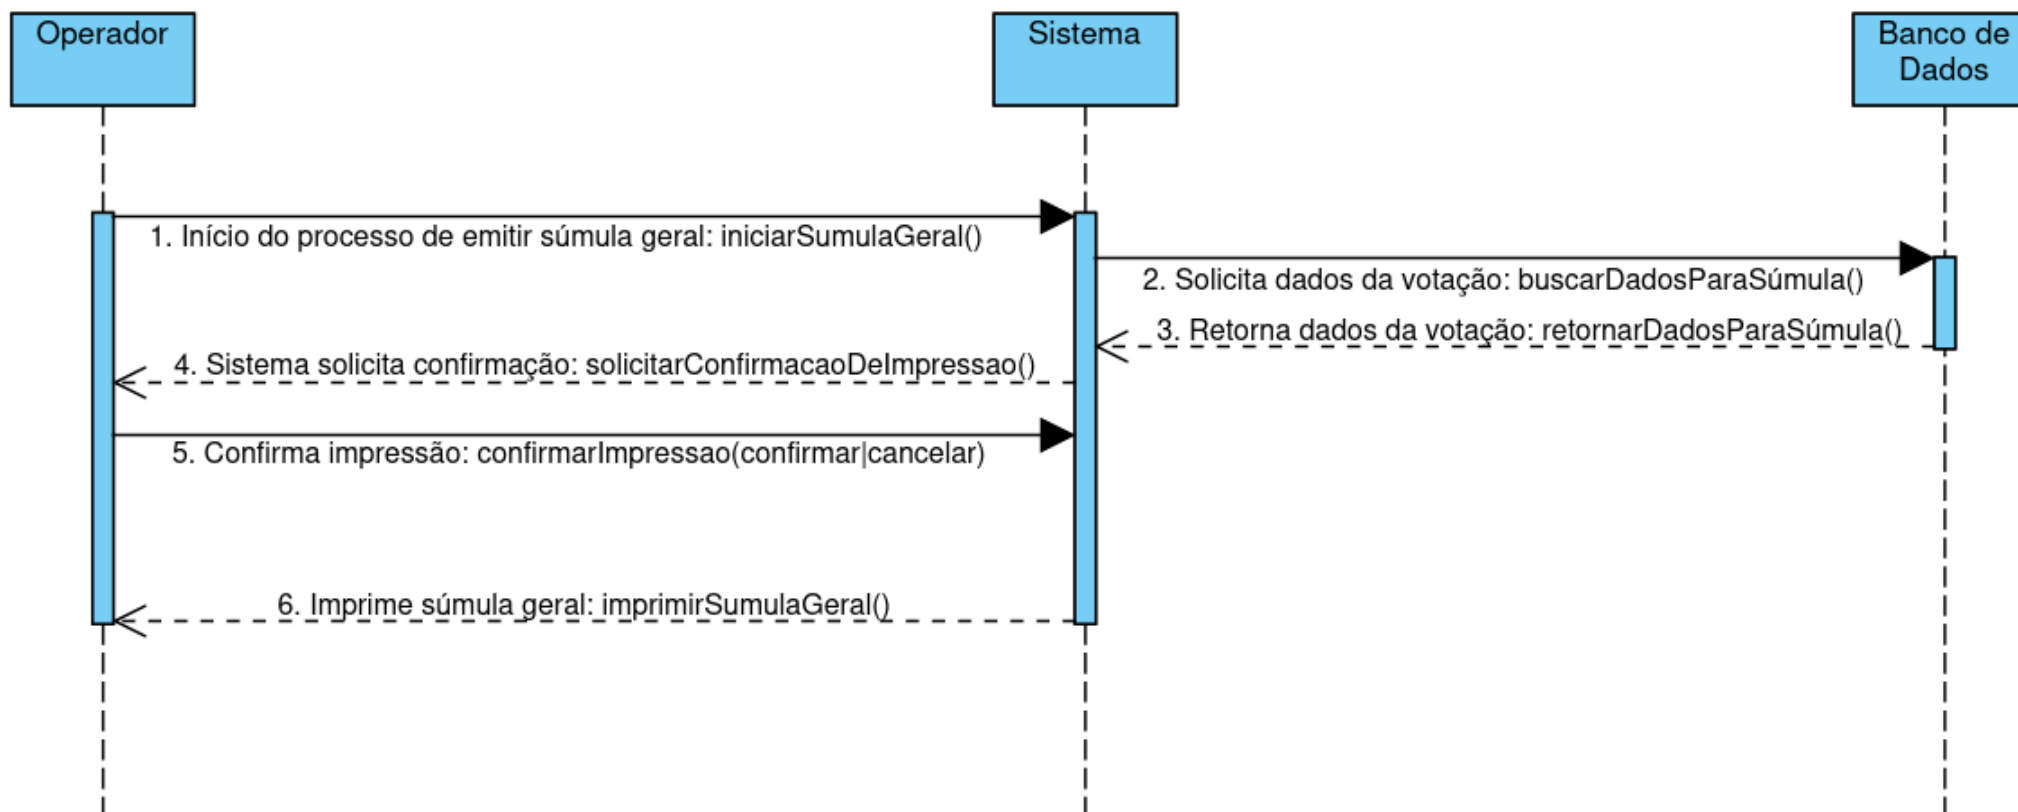 Operador
Sistema
Banco de
Dados
1. Início do processo de emitir súmula geral: iniciarSumulaGeral()
2. Solicita dados da votação: buscarDadosParaSúmula()
3. Retorna dados da votação: retornarDadosParaSúmula()
4. Sistema solicita confirmação: solicitarConfirmacaoDeImpressao()
5. Confirma impressão: confirmarImpressao(confirmar|cancelar)
6. Imprime súmula geral: imprimirSumulaGeral()